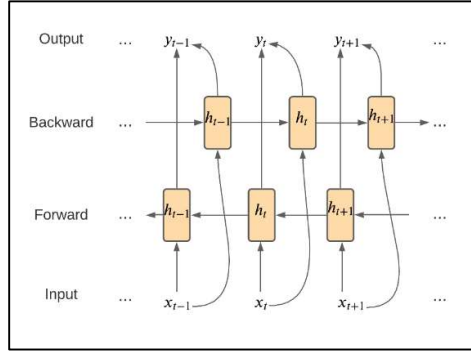 Output ... y_{t-1} y_t y_{t+1} ...
Backward ... h_{t-1} h_t h_{t+1} ...
Forward ... h_{t-1} h_t h_{t+1} ...
Input ... x_{t-1} x_t x_{t+1} ...